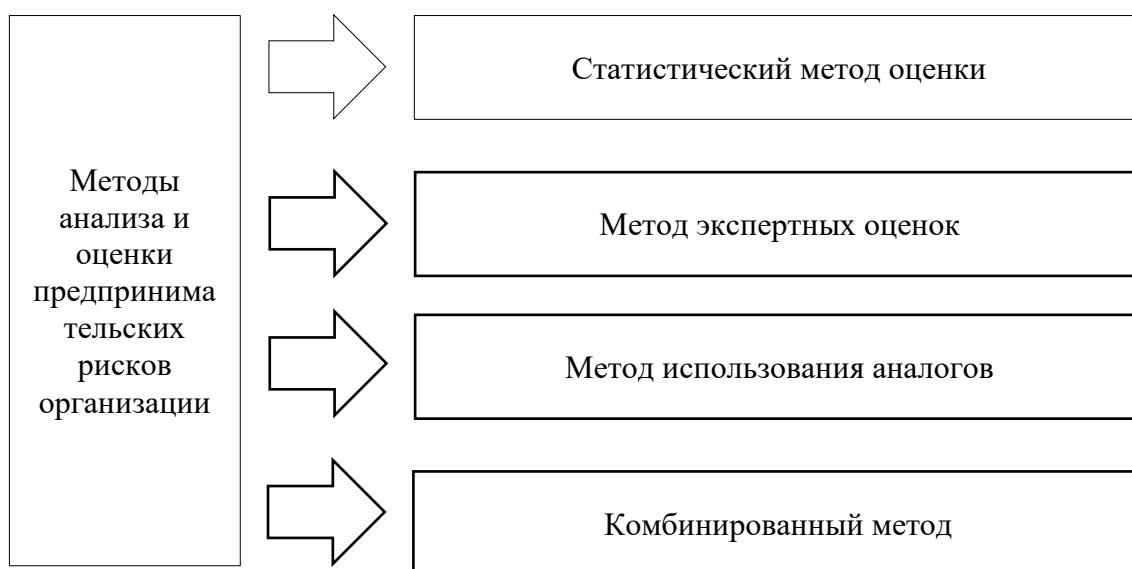 Методы
анализа и
оценки
предпринима
тельских
рисков
организации
Статистический метод оценки
Метод экспертных оценок
Метод использования аналогов
Комбинированный метод